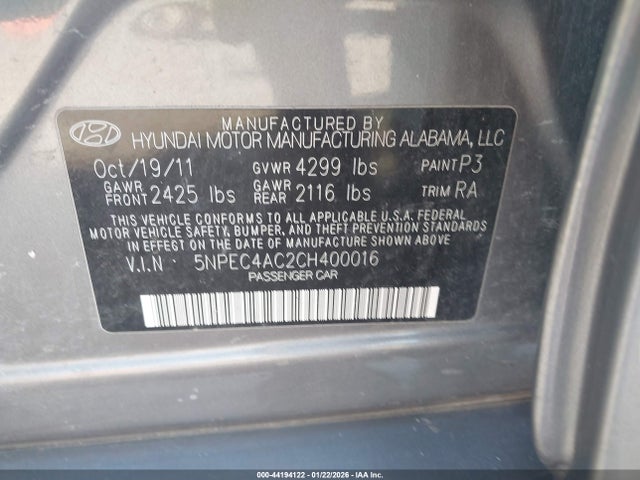 MANUFACTURED BY
HYUNDAI MOTOR MANUFACTURING ALABAMA, LLC
Oct/19/11 GVWR 4299 lbs PAINT P3
GAWR FRONT 2425 lbs GAWR REAR 2116 lbs TRIM RA
THIS VEHICLE CONFORMS TO ALL APPLICABLE U.S.A. FEDERAL
MOTOR VEHICLE SAFETY, BUMPER, AND THEFT PREVENTION STANDARDS
IN EFFECT ON THE DATE OF MANUFACTURE SHOWN ABOVE
V.I.N 5NPEC4AC2CH400016
PASSENGER CAR
000-44194122 - 01/22/2026 - IAA Inc.